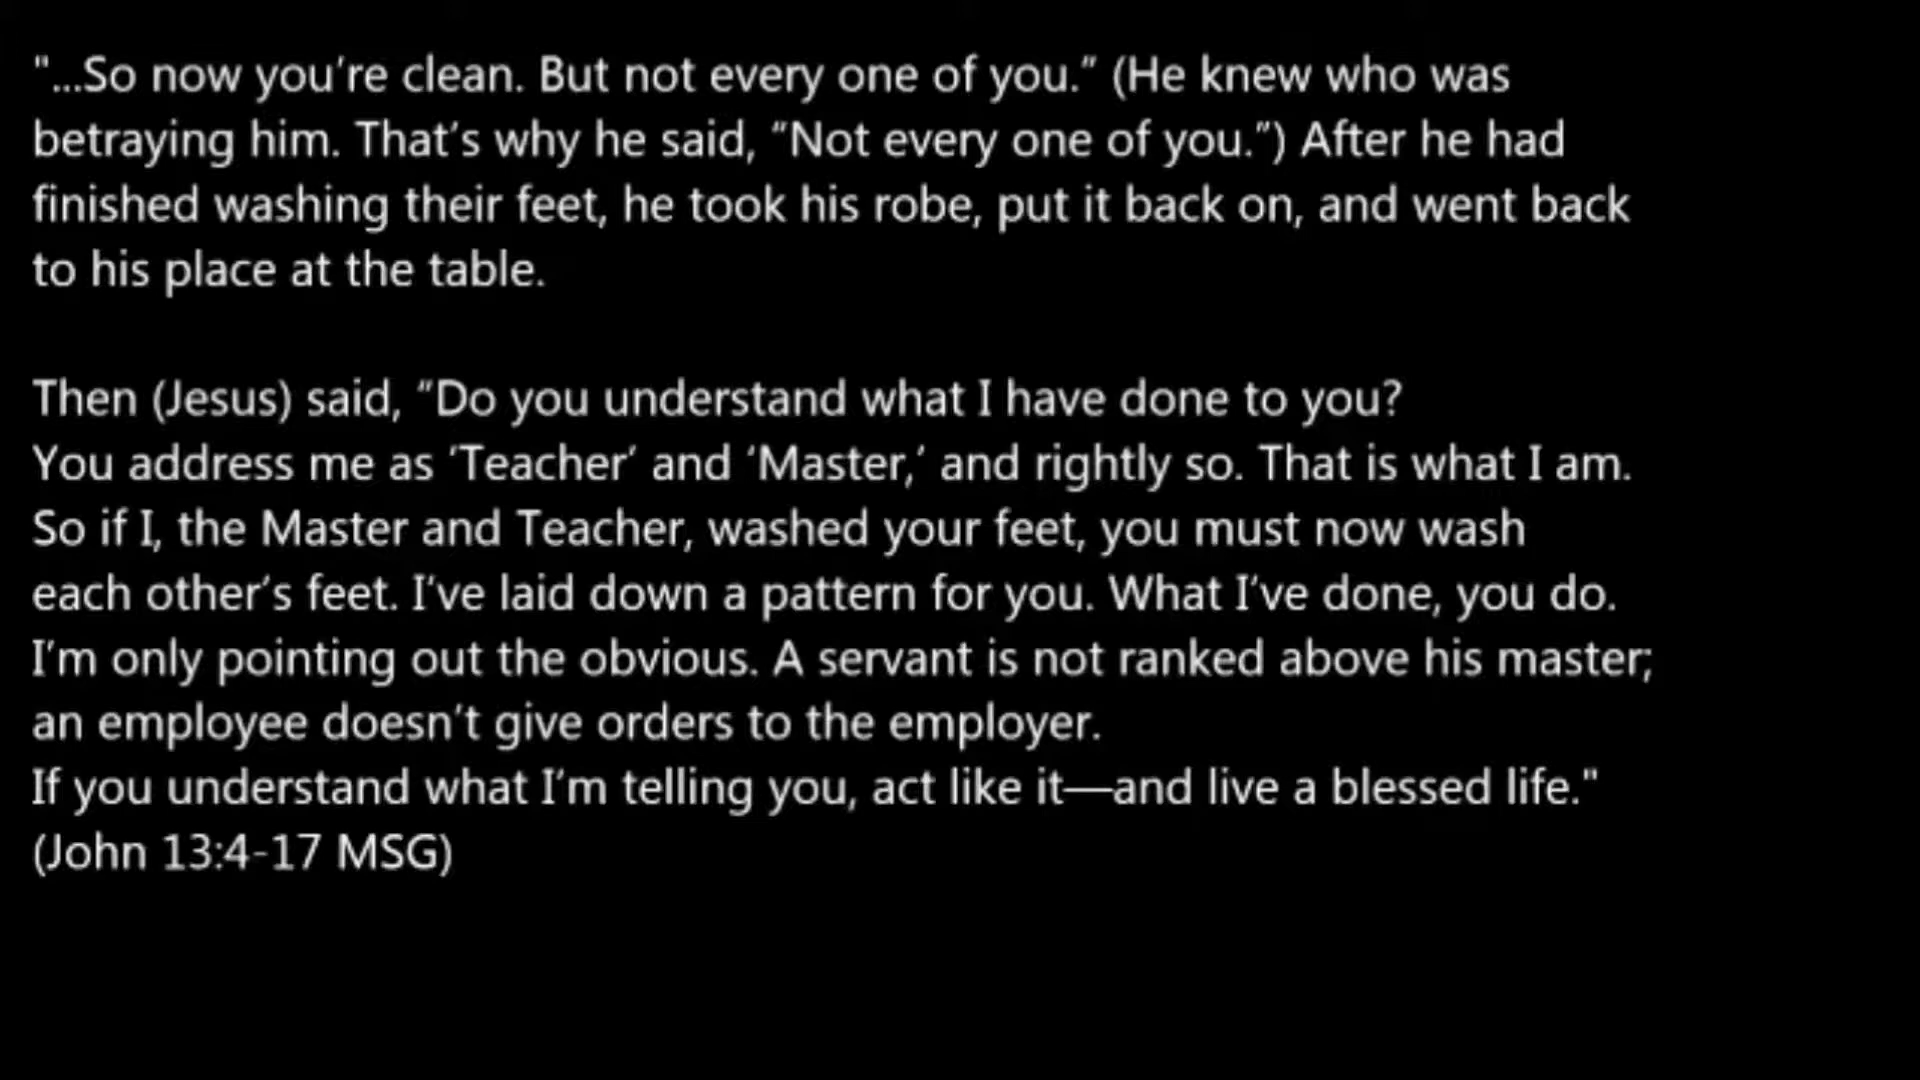 "...So now you’re clean. But not every one of you.” (He knew who was
betraying him. That’s why he said, “Not every one of you.”) After he had
finished washing their feet, he took his robe, put it back on, and went back
to his place at the table.
Then (Jesus) said, “Do you understand what I have done to you?
You address me as ‘Teacher’ and ‘Master,’ and rightly so. That is what I am.
So if I, the Master and Teacher, washed your feet, you must now wash
each other’s feet. I’ve laid down a pattern for you. What I’ve done, you do.
I’m only pointing out the obvious. A servant is not ranked above his master;
an employee doesn’t give orders to the employer.
If you understand what I’m telling you, act like it—and live a blessed life."
(John 13:4-17 MSG)